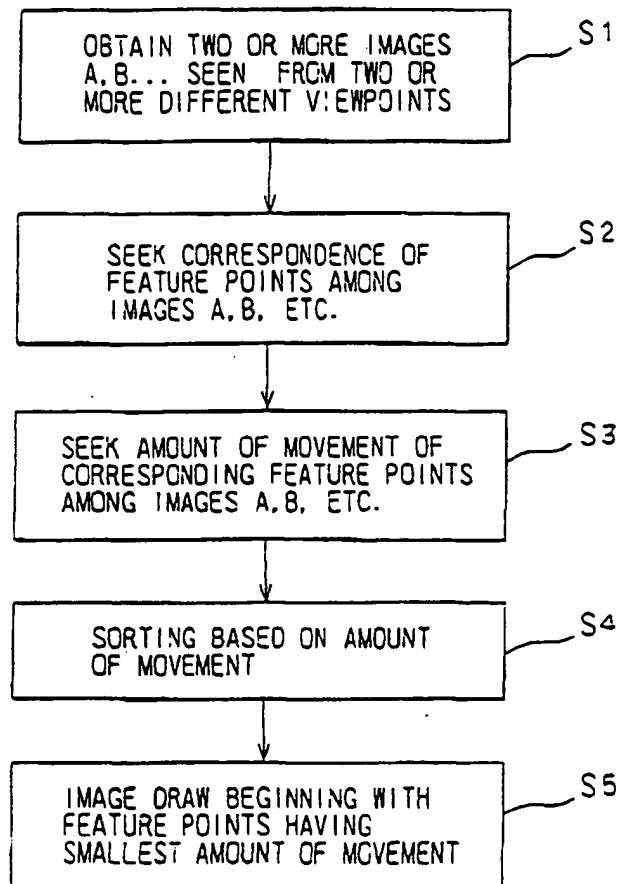 OBTAIN TWO OR MORE IMAGES
A.B... SEEN FROM TWO OR
MORE DIFFERENT VIEWPOINTS
S1
SEEK CORRESPONDENCE OF
FEATURE POINTS AMONG
IMAGES A.B. ETC.
S2
SEEK AMOUNT OF MOVEMENT OF
CORRESPONDING FEATURE POINTS
AMONG IMAGES A.B. ETC.
S3
SORTING BASED ON AMOUNT
OF MOVEMENT
S4
IMAGE DRAW BEGINNING WITH
FEATURE POINTS HAVING
SMALLEST AMOUNT OF MOVEMENT
S5